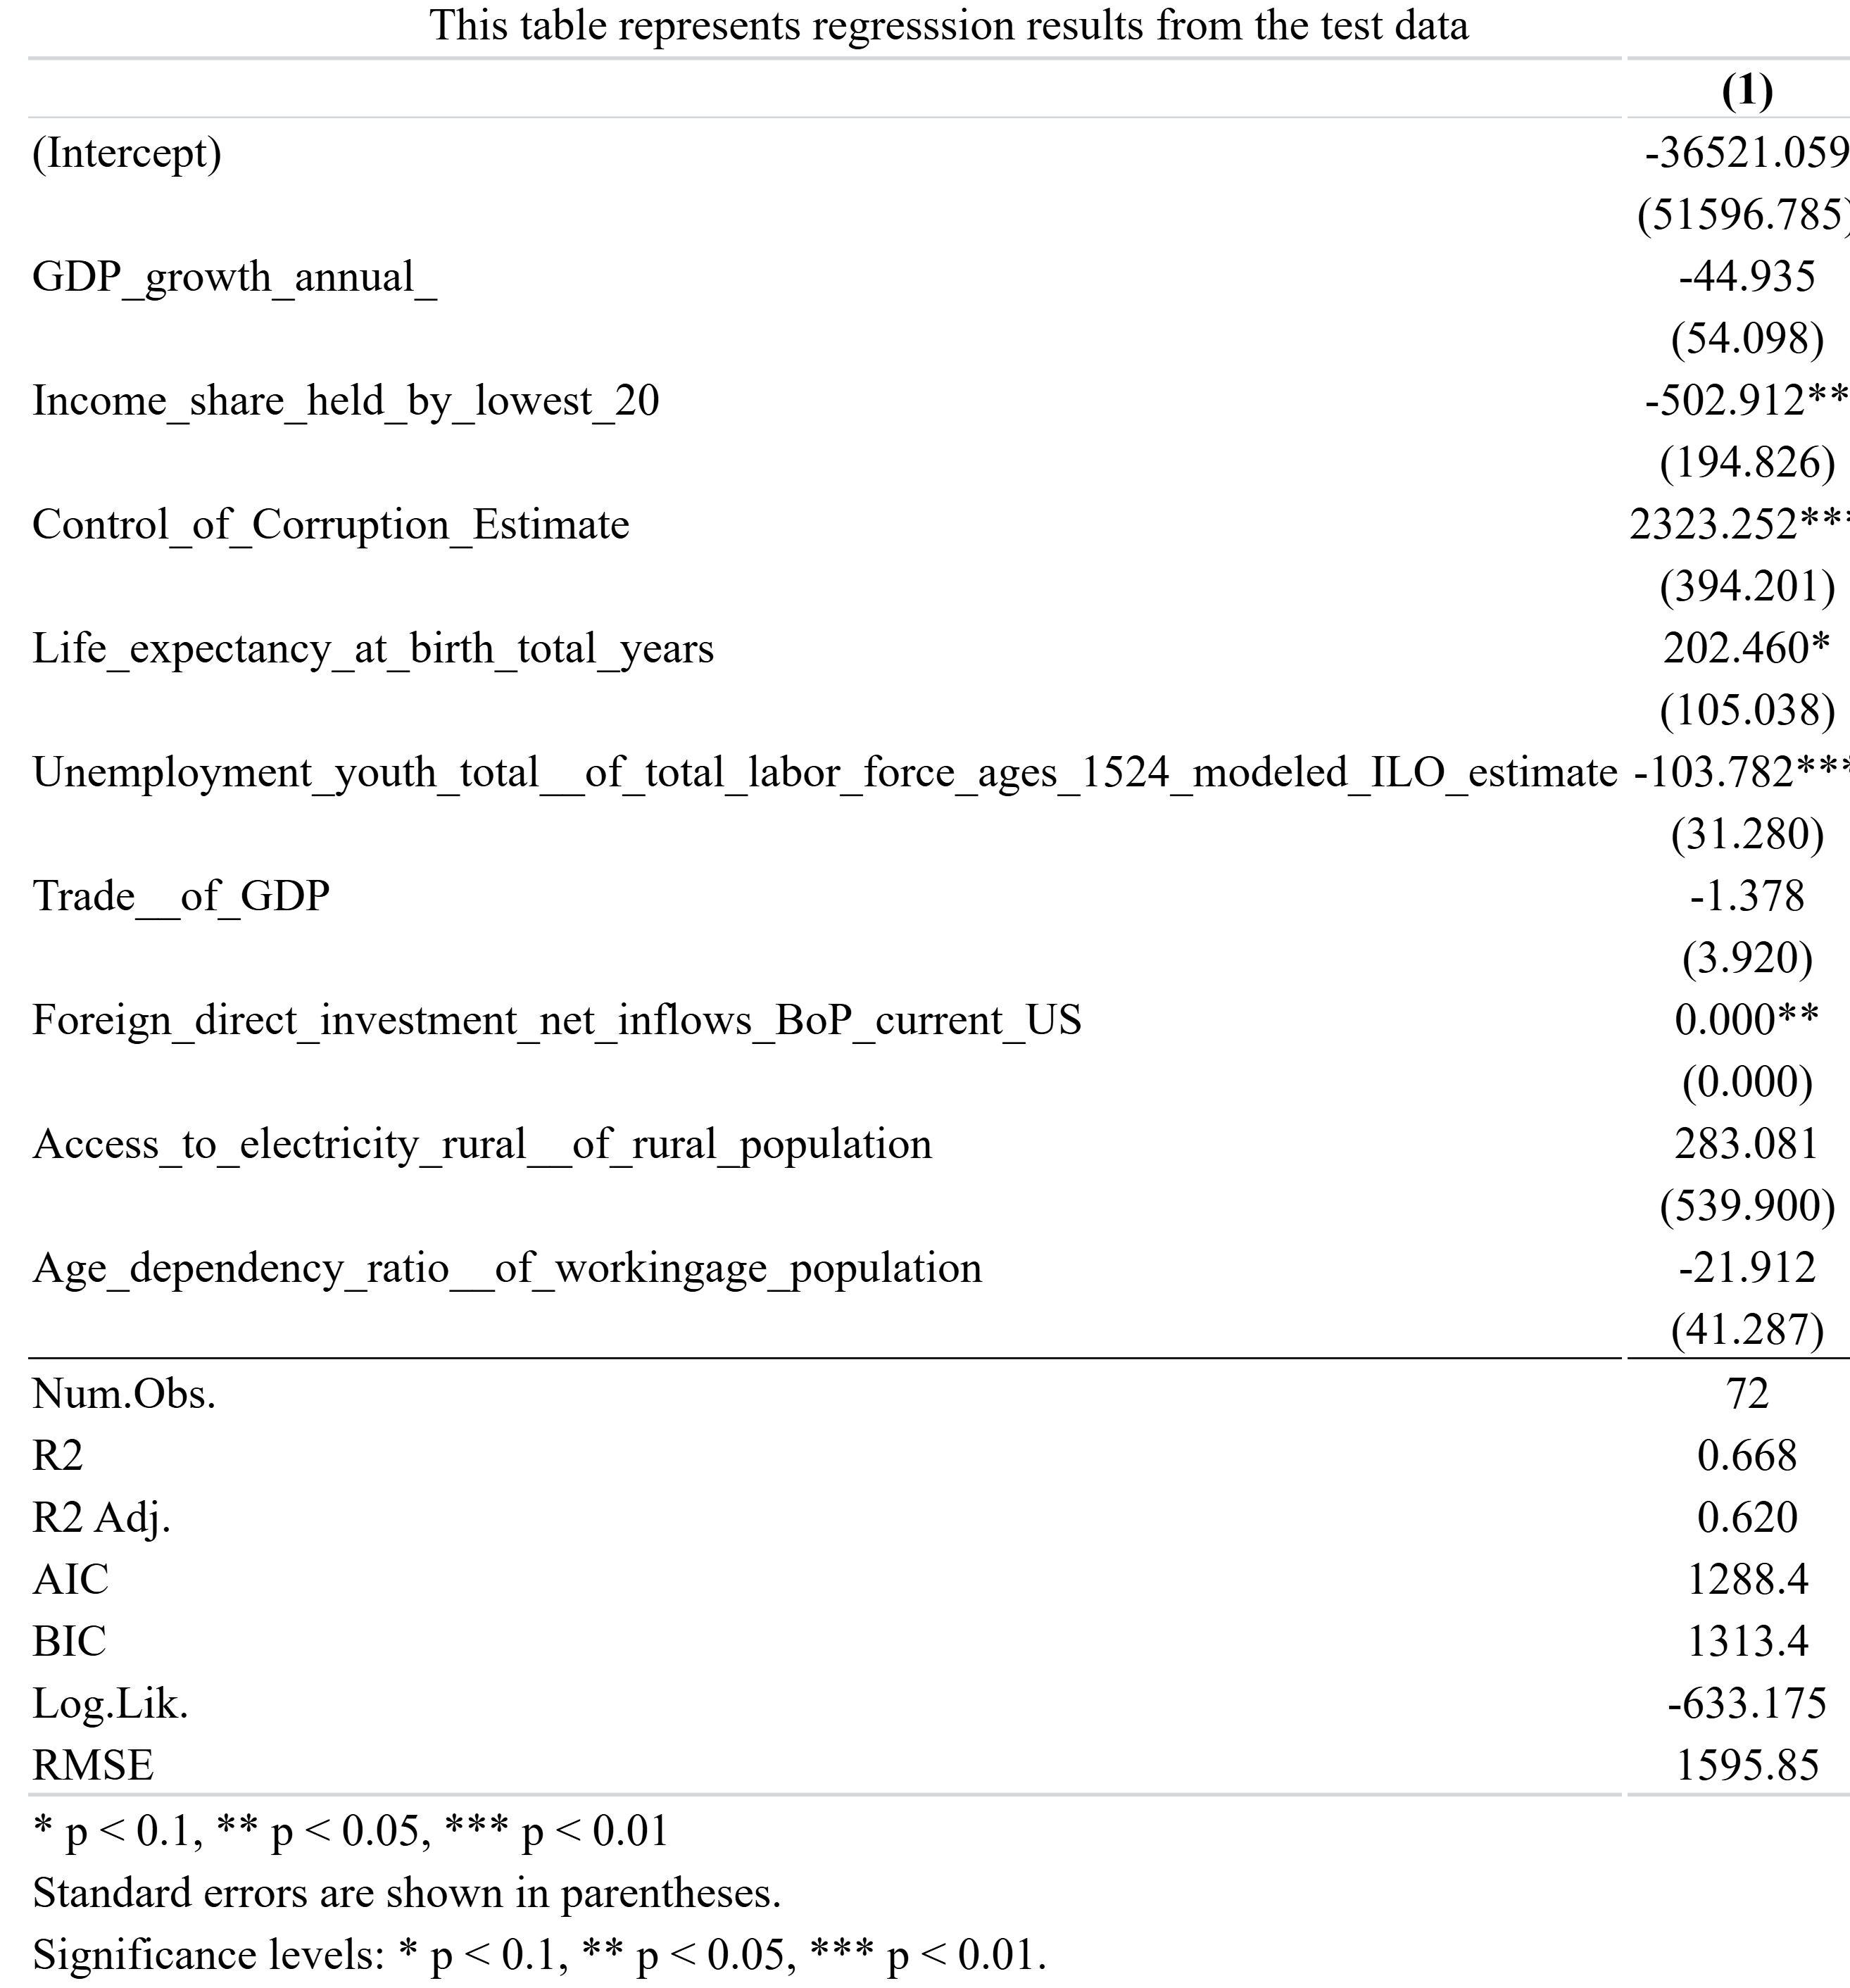 This table represents regresssion results from the test data
(1)
(Intercept) -36521.059
(51596.785)
GDP_growth_annual_ -44.935
(54.098)
Income_share_held_by_lowest_20 -502.912**
(194.826)
Control_of_Corruption_Estimate 2323.252***
(394.201)
Life_expectancy_at_birth_total_years 202.460*
(105.038)
Unemployment_youth_total__of_total_labor_force_ages_1524_modeled_ILO_estimate -103.782***
(31.280)
Trade__of_GDP -1.378
(3.920)
Foreign_direct_investment_net_inflows_BoP_current_US 0.000**
(0.000)
Access_to_electricity_rural__of_rural_population 283.081
(539.900)
Age_dependency_ratio__of_workingage_population -21.912
(41.287)
Num.Obs. 72
R2 0.668
R2 Adj. 0.620
AIC 1288.4
BIC 1313.4
Log.Lik. -633.175
RMSE 1595.85
* p < 0.1, ** p < 0.05, *** p < 0.01
Standard errors are shown in parentheses.
Significance levels: * p < 0.1, ** p < 0.05, *** p < 0.01.